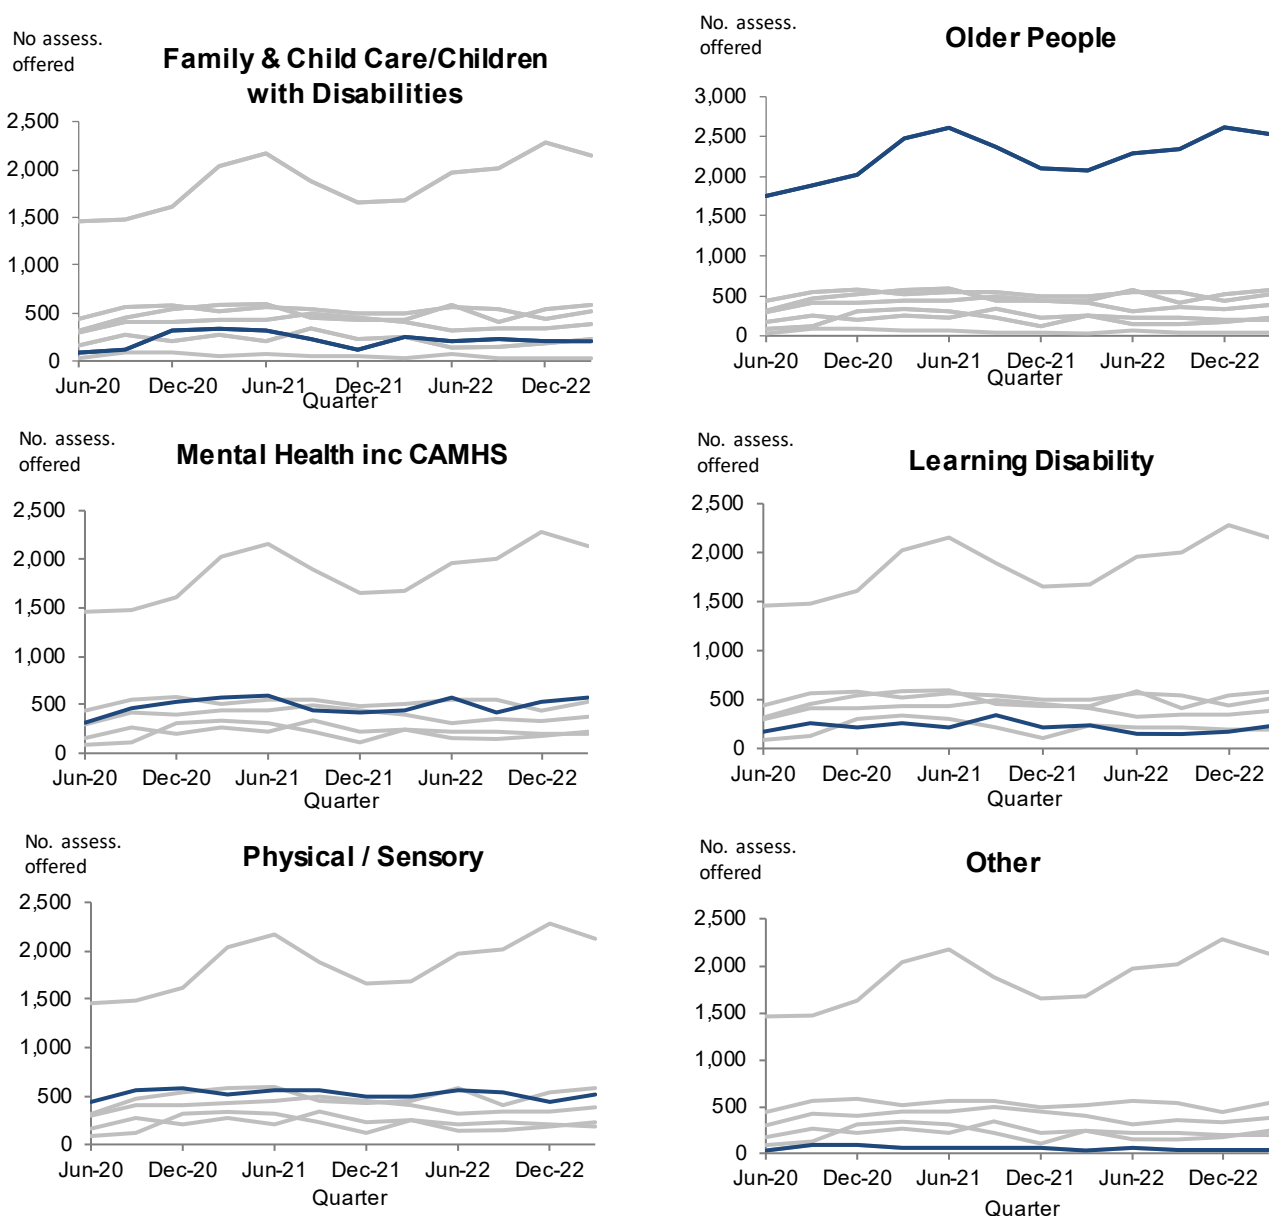 No assess.
offered
Family & Child Care/Children
with Disabilities
2,500
2,000
1,500
1,000
500
0
Jun-20 Dec-20 Jun-21 Dec-21 Jun-22 Dec-22
Quarter
No. assess.
offered
Older People
3,000
2,500
2,000
1,500
1,000
500
0
Jun-20 Dec-20 Jun-21 Dec-21 Jun-22 Dec-22
Quarter
No. assess.
offered
Mental Health inc CAMHS
2,500
2,000
1,500
1,000
500
0
Jun-20 Dec-20 Jun-21 Dec-21 Jun-22 Dec-22
Quarter
No. assess.
offered
Learning Disability
2,500
2,000
1,500
1,000
500
0
Jun-20 Dec-20 Jun-21 Dec-21 Jun-22 Dec-22
Quarter
No. assess.
offered
Physical / Sensory
2,500
2,000
1,500
1,000
500
0
Jun-20 Dec-20 Jun-21 Dec-21 Jun-22 Dec-22
Quarter
No. assess.
offered
Other
2,500
2,000
1,500
1,000
500
0
Jun-20 Dec-20 Jun-21 Dec-21 Jun-22 Dec-22
Quarter